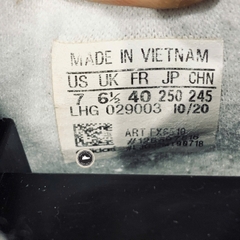 MADE IN VIETNAM
US UK FR JP CHN
7 6½ 40 250 245
LHG 029003 10/20
ART